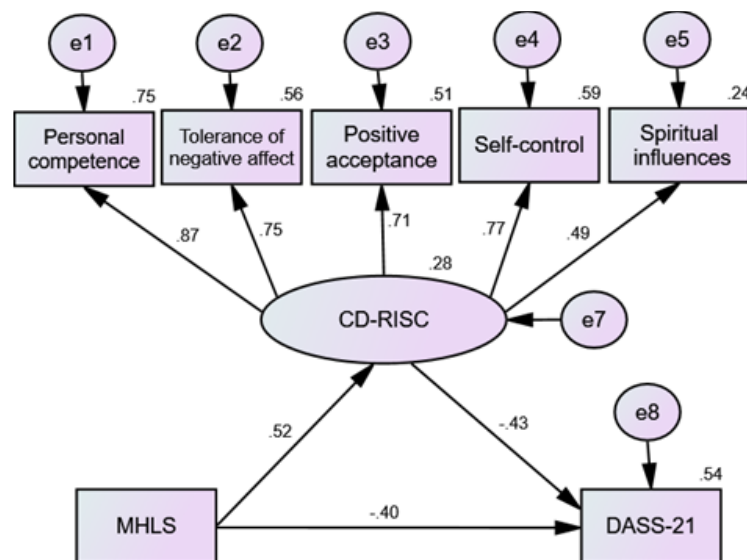 e1
e2
e3
e4
e5
.75
.56
.51
.59
.24
Personal
competence
Tolerance of
negative affect
Positive
acceptance
Self-control
Spiritual
influences
.87
.75
.71
.77
.49
.28
CD-RISC
e7
.52
-.43
e8
.54
MHLS
-.40
DASS-21